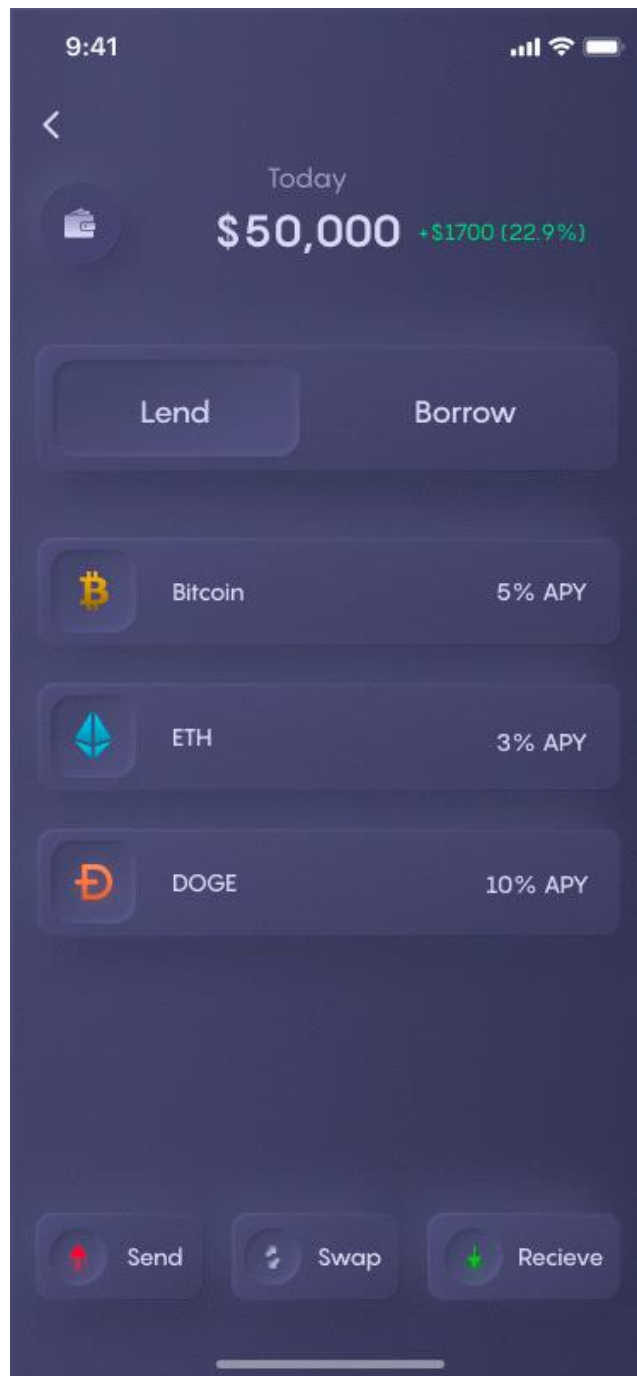 9:41
Today
$50,000 +$1700 (22.9%)
Lend Borrow
Bitcoin 5% APY
ETH 3% APY
DOGE 10% APY
Send Swap Recieve